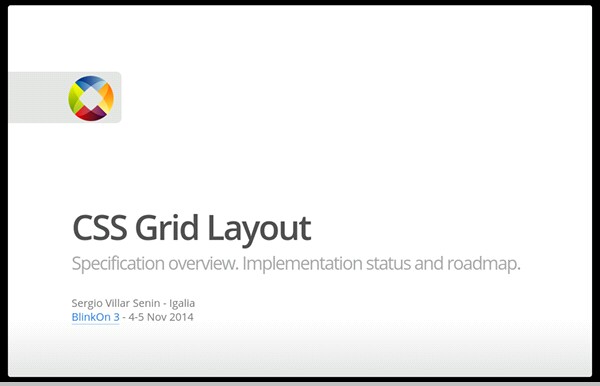 CSS Grid Layout
Specification overview. Implementation status and roadmap.
Sergio Villar Senin - Igalia
BlinkOn 3 - 4-5 Nov 2014